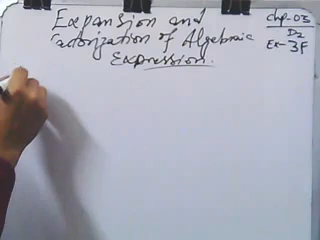 Expansion and
Factorization of Algebraic
Expression.
chp-03
D2
Ex-3F